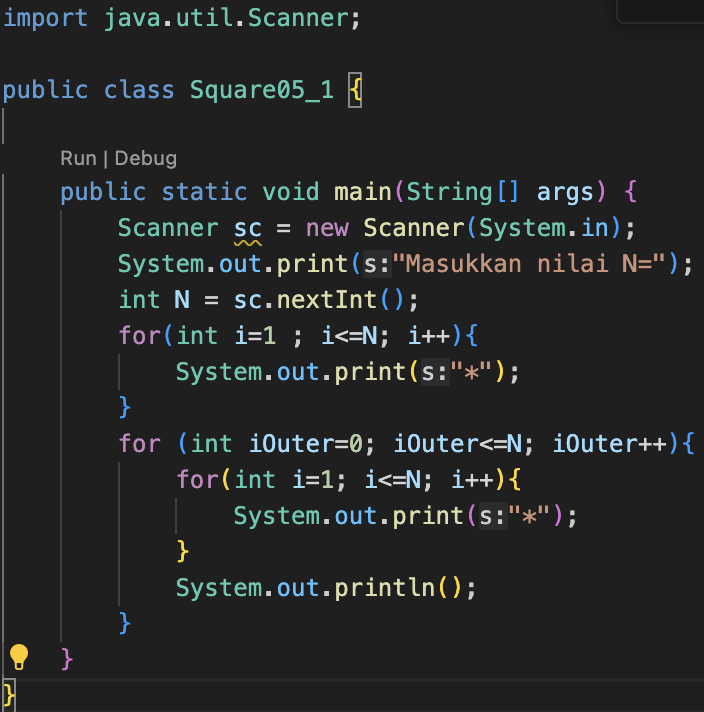 import java.util.Scanner;
public class Square05_1 {
Run | Debug
public static void main(String[] args) {
Scanner sc = new Scanner(System.in);
System.out.print(s:"Masukkan nilai N=");
int N = sc.nextInt();
for(int i=1 ; i<=N; i++){
System.out.print(s:"*");
}
for (int iOuter=0; iOuter<=N; iOuter++){
for(int i=1; i<=N; i++){
System.out.print(s:"*");
}
System.out.println();
}
}
}